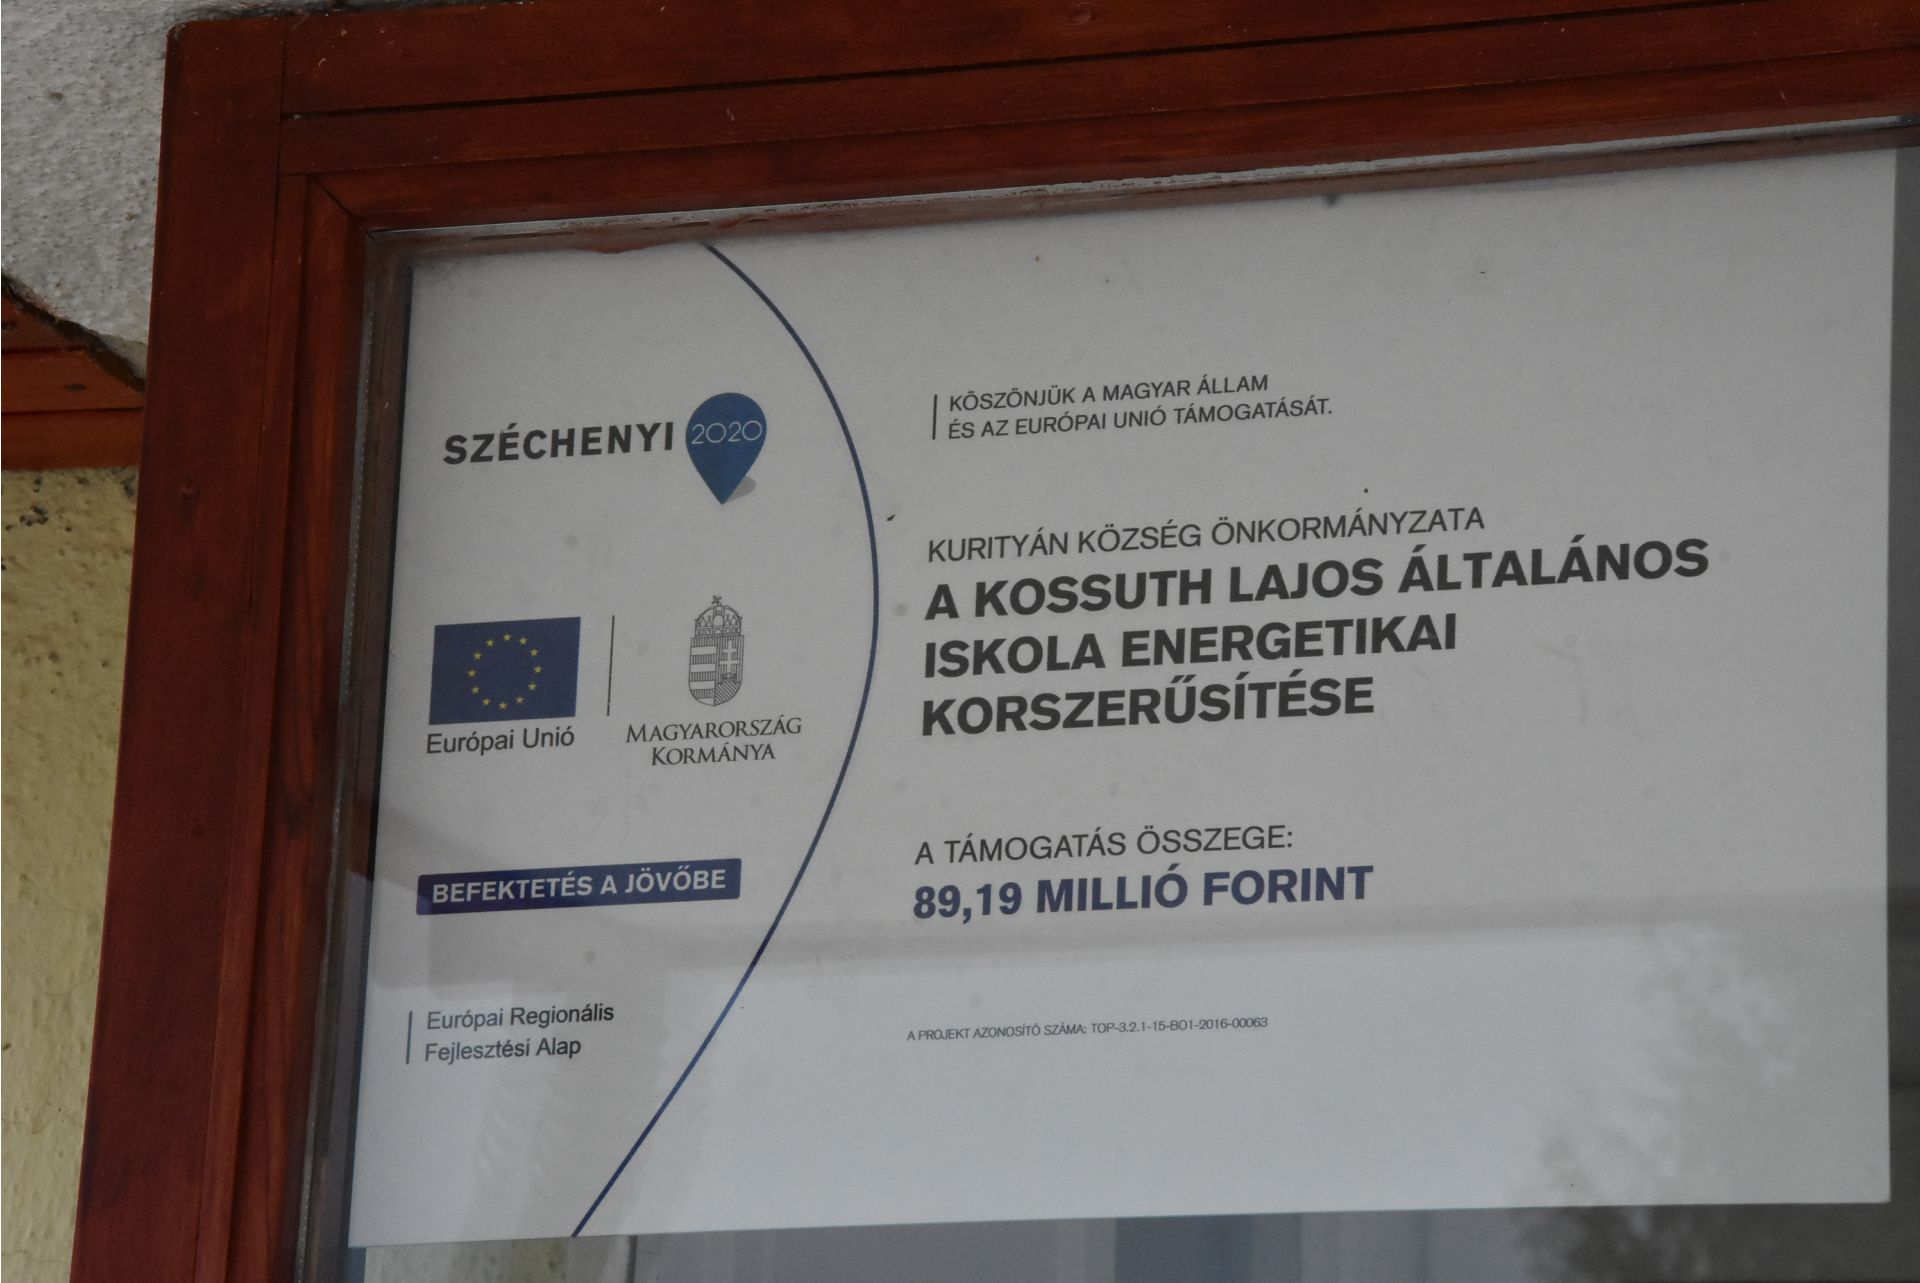 SZÉCHENYI 2020
Európai Unió
MAGYARORSZÁG
KORMÁNYA
BEFEKTETÉS A JÖVŐBE
Európai Regionális
Fejlesztési Alap
KÖSZÖNJÜK A MAGYAR ÁLLAM
ÉS AZ EURÓPAI UNIÓ TÁMOGATÁSÁT.
KURITYÁN KÖZSÉG ÖNKORMÁNYZATA
A KOSSUTH LAJOS ÁLTALÁNOS
ISKOLA ENERGETIKAI
KORSZERŰSÍTÉSE
A TÁMOGATÁS ÖSSZEGE:
89,19 MILLIÓ FORINT
A PROJEKT AZONOSÍTÓ SZÁMA: TOP-3.2.1-15-BO1-2016-00063